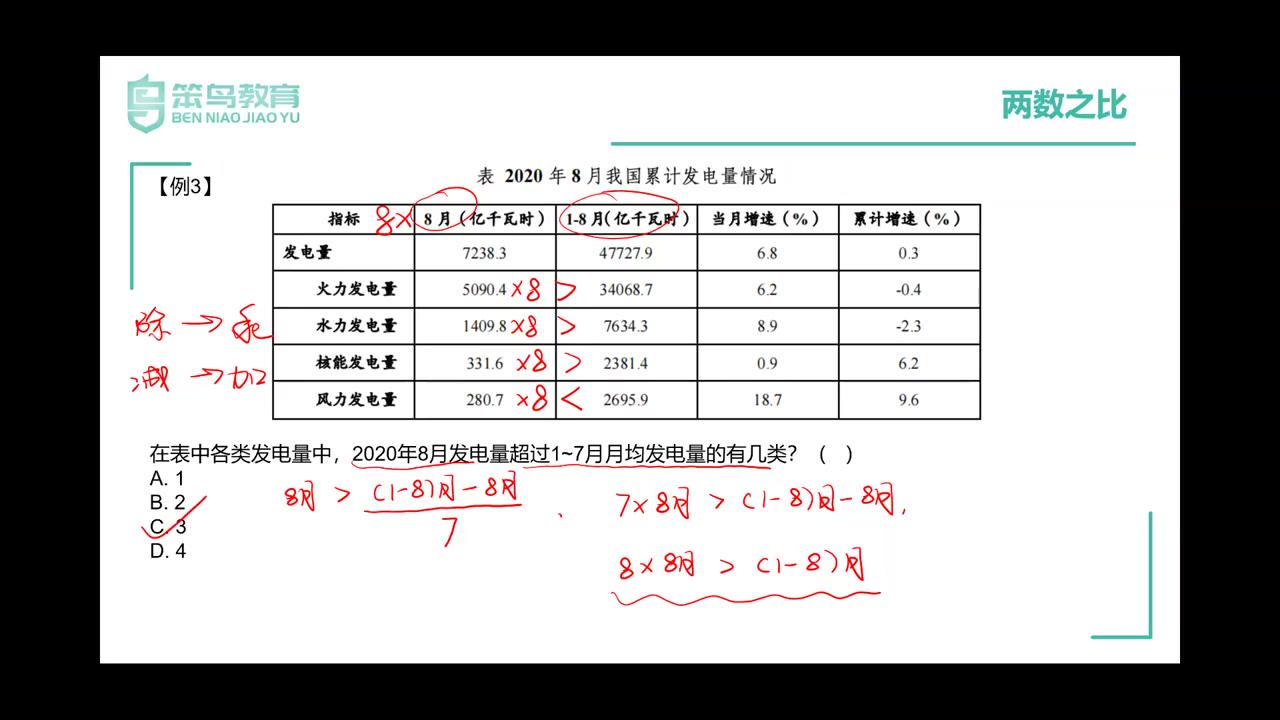 笨鸟教育
BEN NIAO JIAO YU
两数之比
【例3】
表 2020 年 8 月我国累计发电量情况
指标 8× 8 月（亿千瓦时） 1-8 月（亿千瓦时） 当月增速（%） 累计增速（%）
发电量 7238.3 47727.9 6.8 0.3
火力发电量 5090.4 ×8 > 34068.7 6.2 -0.4
除 → 乘 水力发电量 1409.8 ×8 > 7634.3 8.9 -2.3
核能发电量 331.6 ×8 > 2381.4 0.9 6.2
减 → 加 风力发电量 280.7 ×8 < 2695.9 18.7 9.6
在表中各类发电量中，2020年8月发电量超过1~7月月均发电量的有几类？（ ）
A. 1
B. 2
C. 3
D. 4
8月 > (1-8)月-8月
7
、
7×8月 > (1-8)月-8月,
8×8月 > (1-8)月